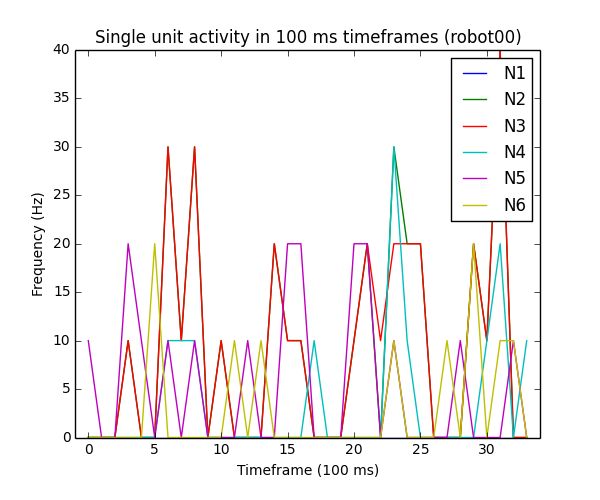 Single unit activity in 100 ms timeframes (robot00)
40
35
30
25
20
15
10
5
0
Frequency (Hz)
N1
N2
N3
N4
N5
N6
0 5 10 15 20 25 30
Timeframe (100 ms)